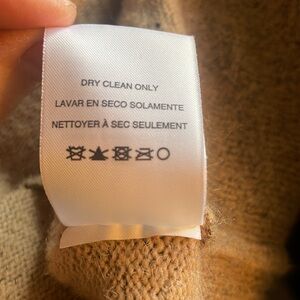 DRY CLEAN ONLY
LAVAR EN SECO SOLAMENTE
NETTOYER À SEC SEULEMENT